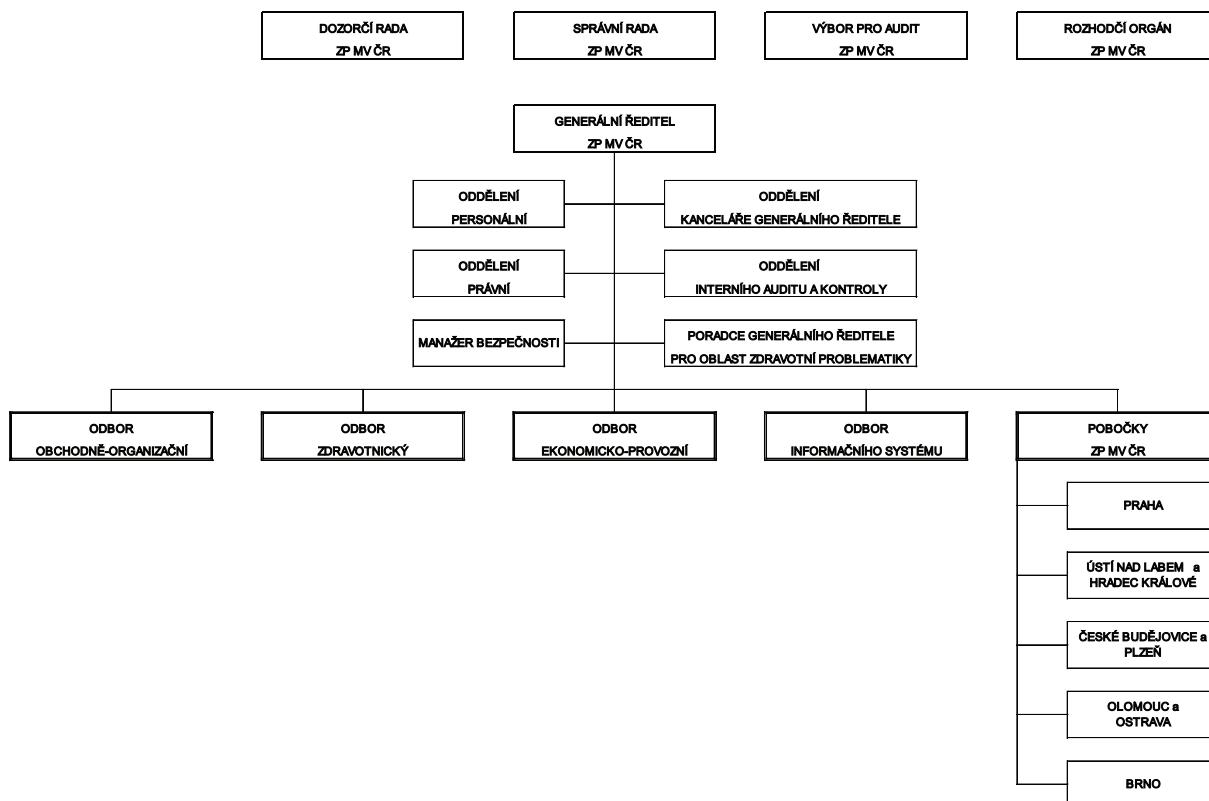 DOZORČÍ RADA
ZP MV ČR
SPRÁVNÍ RADA
ZP MV ČR
VÝBOR PRO AUDIT
ZP MV ČR
ROZHODČÍ ORGÁN
ZP MV ČR
GENERÁLNÍ ŘEDITEL
ZP MV ČR
ODDĚLENÍ
PERSONÁLNÍ
ODDĚLENÍ
KANCELÁŘE GENERÁLNÍHO ŘEDITELE
ODDĚLENÍ
PRÁVNÍ
ODDĚLENÍ
INTERNÍHO AUDITU A KONTROLY
MANAŽER BEZPEČNOSTI
PORADCE GENERÁLNÍHO ŘEDITELE
PRO OBLAST ZDRAVOTNÍ PROBLEMATIKY
ODBOR
OBCHODNĚ-ORGANIZAČNÍ
ODBOR
ZDRAVOTNICKÝ
ODBOR
EKONOMICKO-PROVOZNÍ
ODBOR
INFORMAČNÍHO SYSTÉMU
POBOČKY
ZP MV ČR
PRAHA
ÚSTÍ NAD LABEM a
HRADEC KRÁLOVÉ
ČESKÉ BUDĚJOVICE a
PLZEŇ
OLOMOUC a
OSTRAVA
BRNO